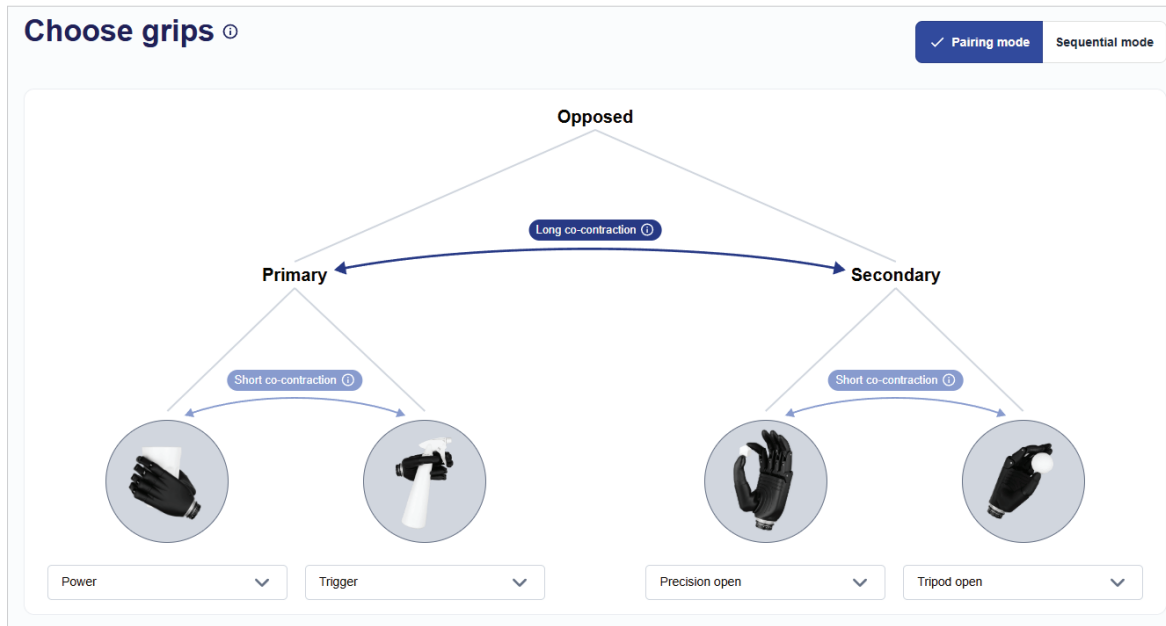 Choose grips
Pairing mode
Sequential mode
Opposed
Long co-contraction
Primary
Secondary
Short co-contraction
Short co-contraction
Power
Trigger
Precision open
Tripod open